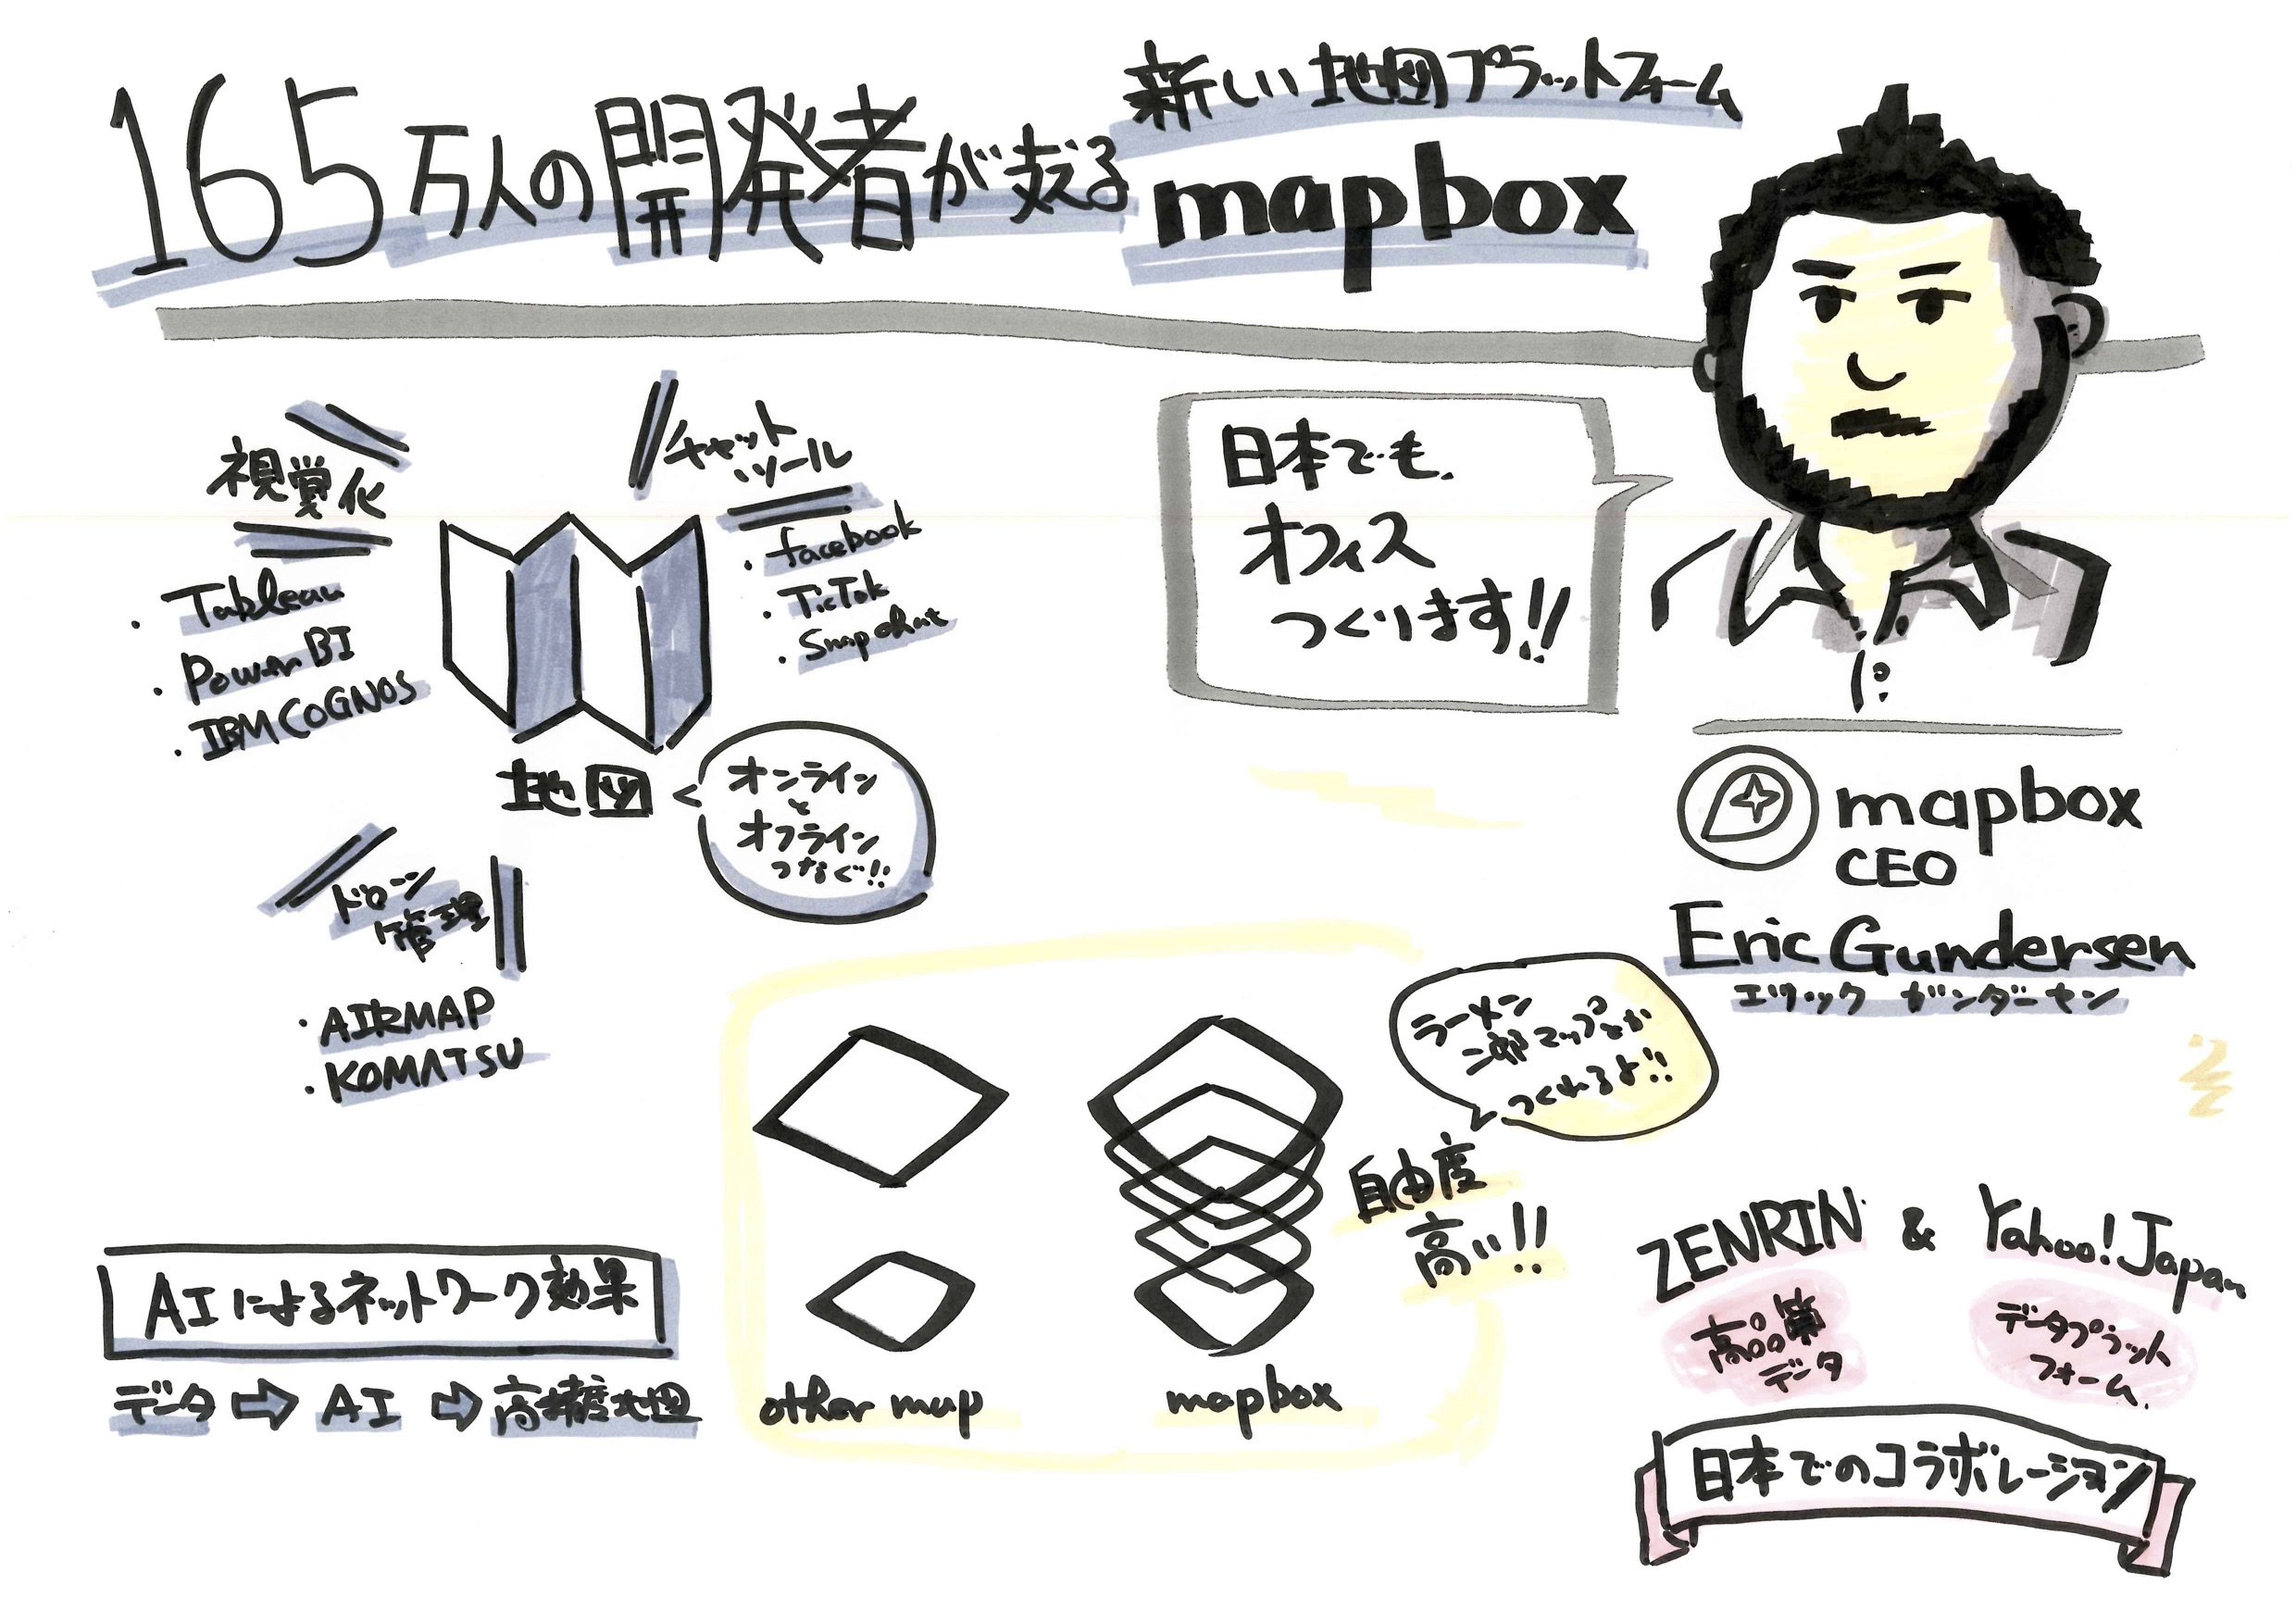 165万人の開発者が支える
新しい地図プラットフォーム
mapbox
視覚化
・Tableau
・Power BI
・IBM COGNOS
チャット
ツール
・facebook
・TicTok
・Snapchat
地図
オンライン
と
オフライン
つなぐ!!
ドローン
管理
・AIRMAP
・KOMATSU
日本でも、
オフィス
つくります!!
mapbox
CEO
Eric Gundersen
エリック ガンダーセン
ラーメン
二郎マップとか
つくれるよ!!
自由度
高い!!
other map
mapbox
AIによるネットワーク効果
データ⇨AI⇨高精度地図
ZENRIN & Yahoo! Japan
高品質
データ
データプラット
フォーム
日本でのコラボレーション